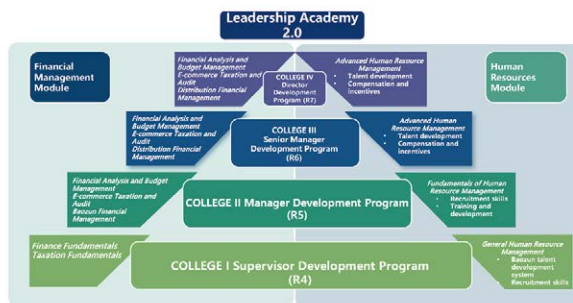 Leadership Academy
2.0
Financial
Management
Module
Human
Resources
Module
Financial Analysis and
Budget Management
E-commerce Taxation and
Audit
Distribution Financial
Management
COLLEGE IV
Director
Development
Program (R7)
Advanced Human Resource
Management
• Talent development
• Compensation and
incentives
Financial Analysis and
Budget Management
E-commerce Taxation and
Audit
Distribution Financial
Management
COLLEGE III
Senior Manager
Development Program
(R6)
Advanced Human
Resource Management
• Talent development
• Compensation and
incentives
Financial Analysis and Budget
Management
E-commerce Taxation and
Audit
Baozun Financial
Management
COLLEGE II Manager Development Program
(R5)
Fundamentals of Human
Resource Management
• Recruitment skills
• Training and
development
Finance Fundamentals
Taxation Fundamentals
COLLEGE I Supervisor Development Program
(R4)
General Human Resource
Management
• Baozun talent
development
system
• Recruitment skills